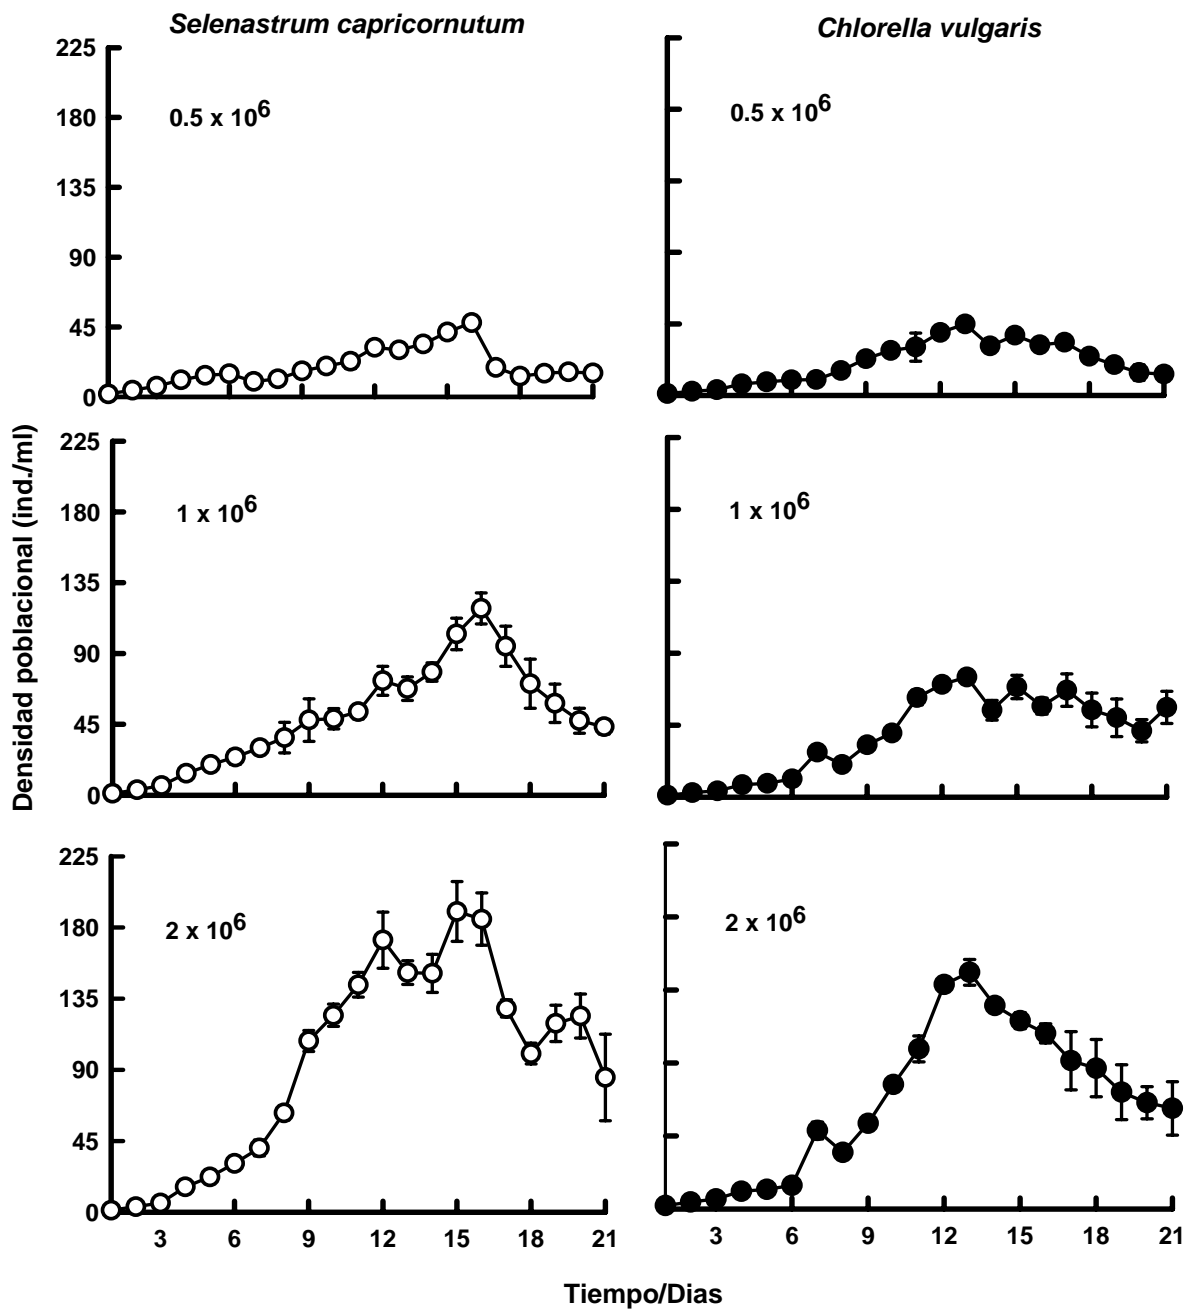 Selenastrum capricornutum
Chlorella vulgaris
225
180
135
90
45
0
0.5 x 10⁶
0.5 x 10⁶
Densidad poblacional (ind./ml)
225
180
135
90
45
0
1 x 10⁶
1 x 10⁶
225
180
135
90
45
0
2 x 10⁶
2 x 10⁶
3 6 9 12 15 18 21
3 6 9 12 15 18 21
Tiempo/Dias